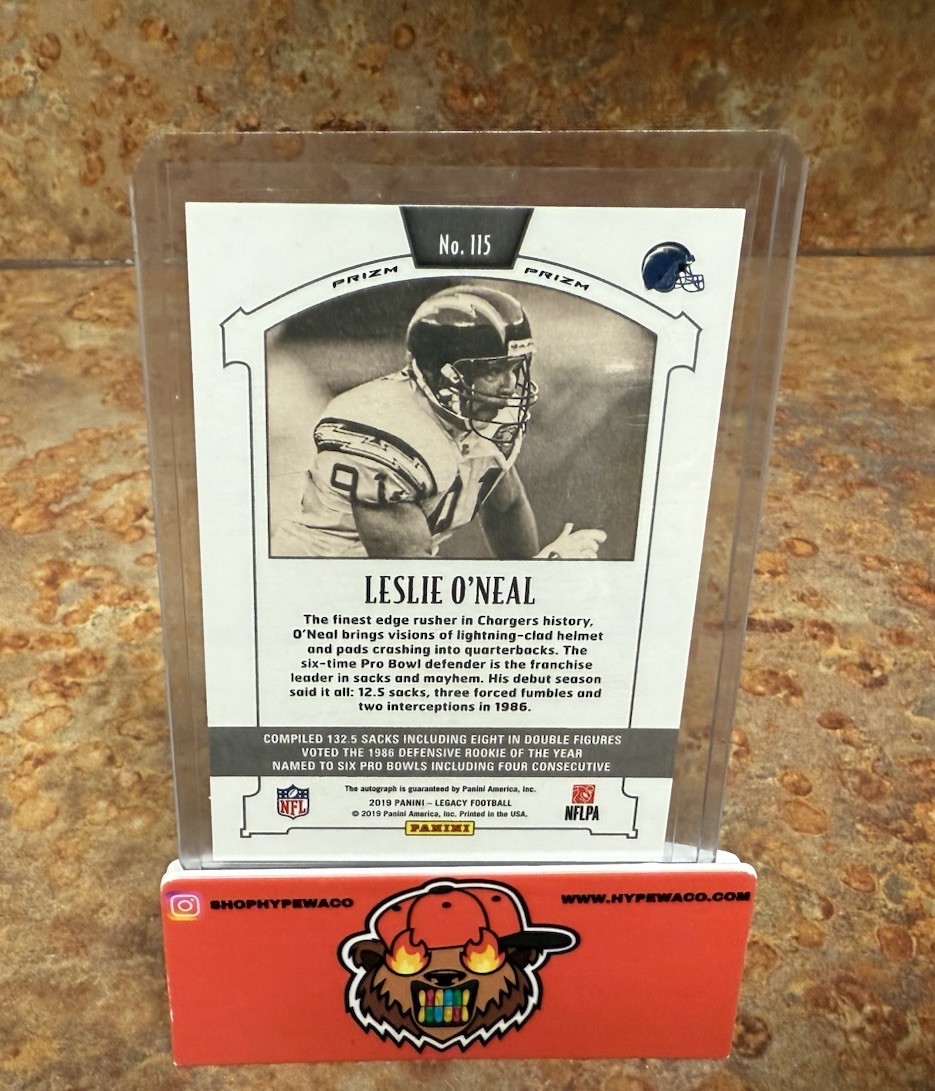 No. 115
PRIZM PRIZM
91
91
LESLIE O'NEAL
The finest edge rusher in Chargers history,
O'Neal brings visions of lightning-clad helmet
and pads crashing into quarterbacks. The
six-time Pro Bowl defender is the franchise
leader in sacks and mayhem. His debut season
said it all: 12.5 sacks, three forced fumbles and
two interceptions in 1986.
COMPILED 132.5 SACKS INCLUDING EIGHT IN DOUBLE FIGURES
VOTED THE 1986 DEFENSIVE ROOKIE OF THE YEAR
NAMED TO SIX PRO BOWLS INCLUDING FOUR CONSECUTIVE
The autograph is guaranteed by Panini America, Inc.
2019 PANINI – LEGACY FOOTBALL
© 2019 Panini America, Inc. Printed in the USA.
NFL
NFLPA
PANINI
SHOPHYPEWACO
WWW.HYPEWACO.COM